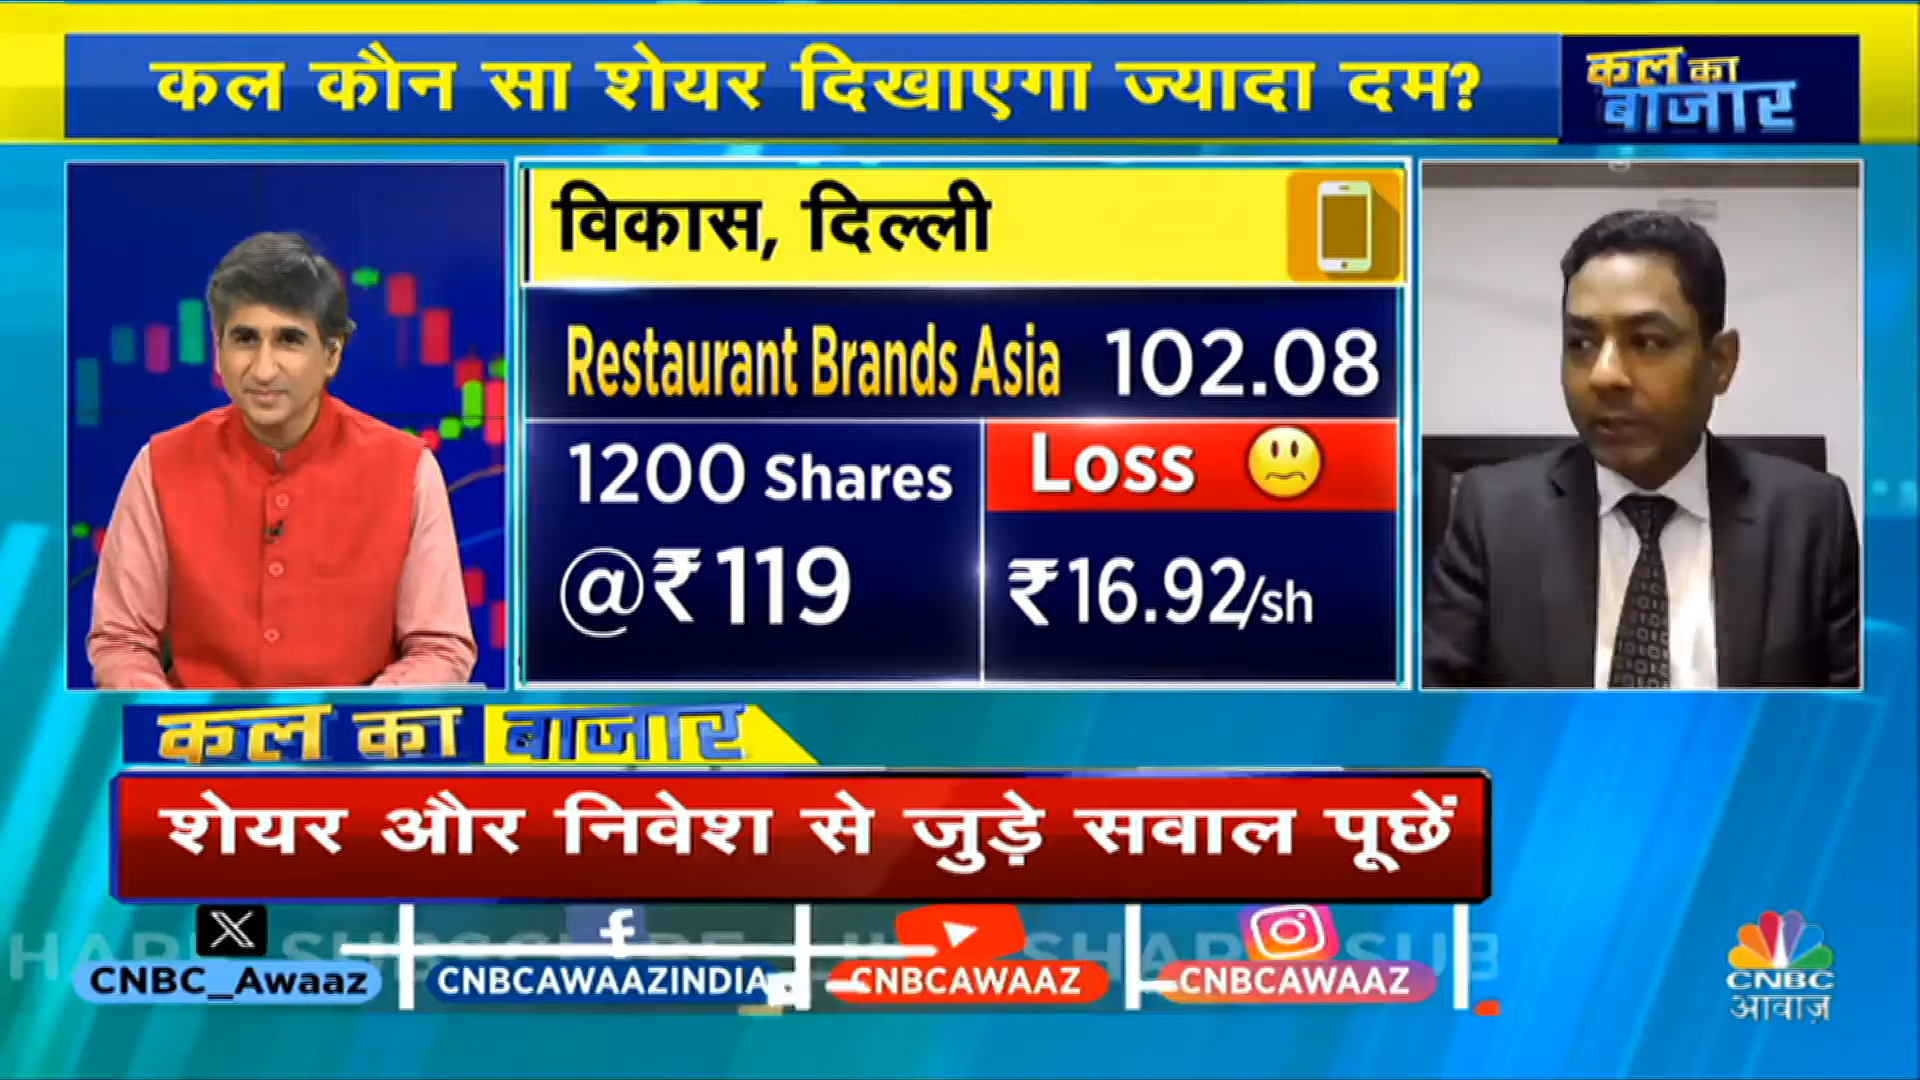 कल कौन सा शेयर दिखाएगा ज्यादा दम?
कल का
बाजार
विकास, दिल्ली
Restaurant Brands Asia 102.08
1200 Shares
@₹119
Loss
₹16.92/sh
कल का बाजार
शेयर और निवेश से जुड़े सवाल पूछें
CNBC_Awaaz
CNBCAWAAZINDIA
CNBCAWAAZ
CNBCAWAAZ
CNBC
आवाज़